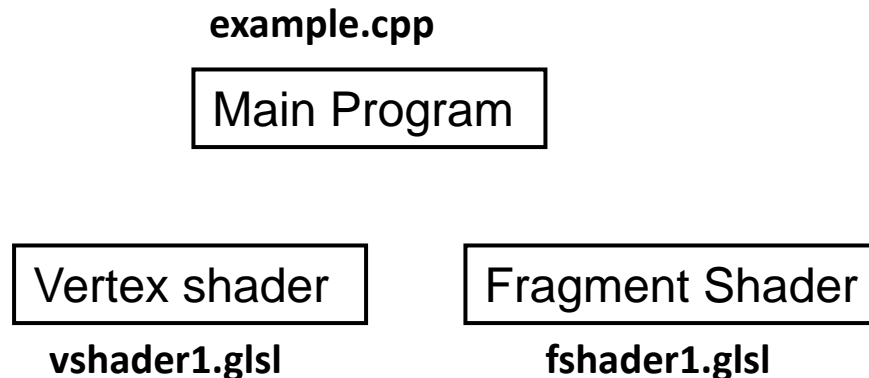 example.cpp
Main Program
Vertex shader
Fragment Shader
vshader1.glsl
fshader1.glsl